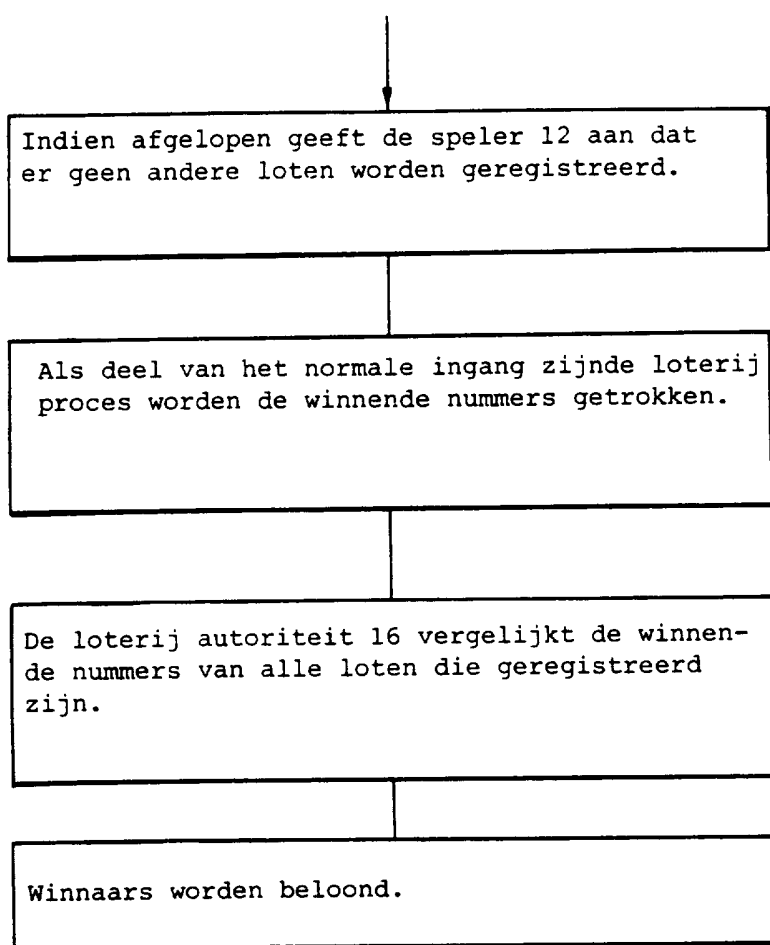 Indien afgelopen geeft de speler 12 aan dat
er geen andere loten worden geregistreerd.
Als deel van het normale ingang zijnde loterij
proces worden de winnende nummers getrokken.
De loterij autoriteit 16 vergelijkt de winnen-
de nummers van alle loten die geregistreerd
zijn.
Winnaars worden beloond.